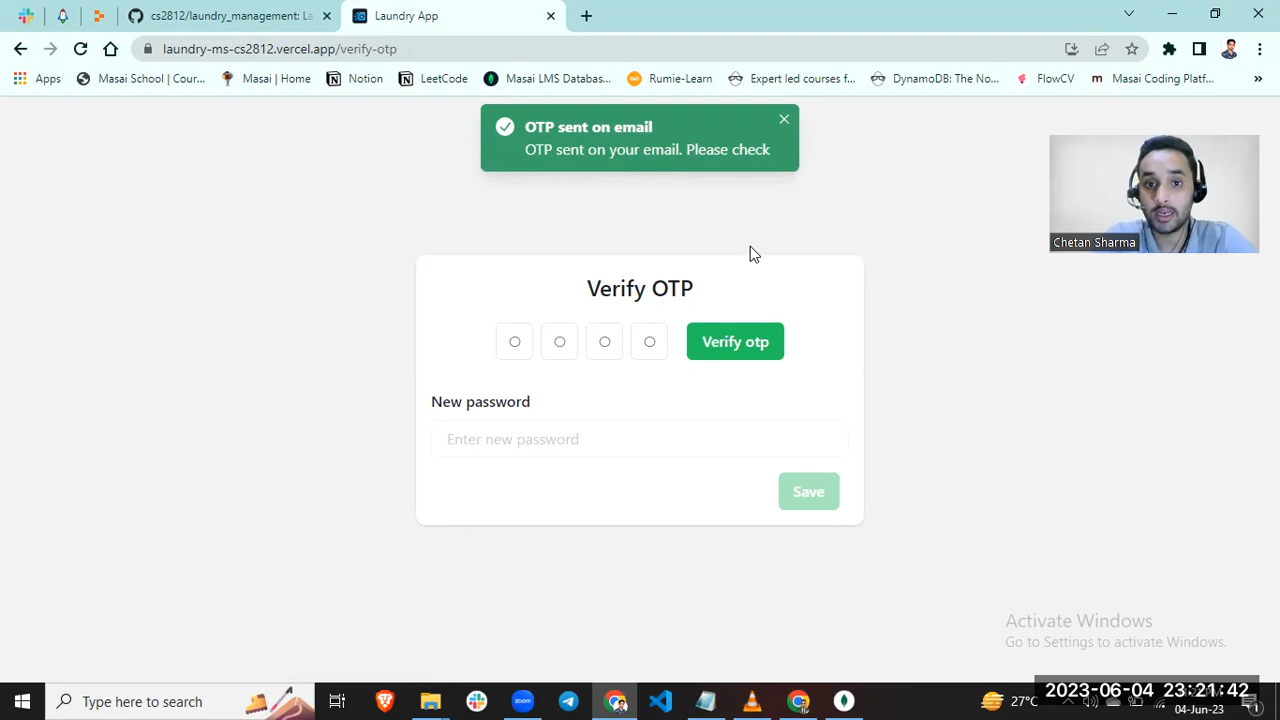 cs2812/laundry_management: La
Laundry App
laundry-ms-cs2812.vercel.app/verify-otp
Apps
Masai School | Cour...
Masai | Home
Notion
LeetCode
Masai LMS Databas...
Rumie-Learn
Expert led courses f...
DynamoDB: The No...
FlowCV
Masai Coding Platf...
»
OTP sent on email
OTP sent on your email. Please check
Chetan Sharma
Verify OTP
Verify otp
New password
Enter new password
Save
Activate Windows
Go to Settings to activate Windows.
Type here to search
zoom
27°C
2023-06-04 23:21:42
04-Jun-23